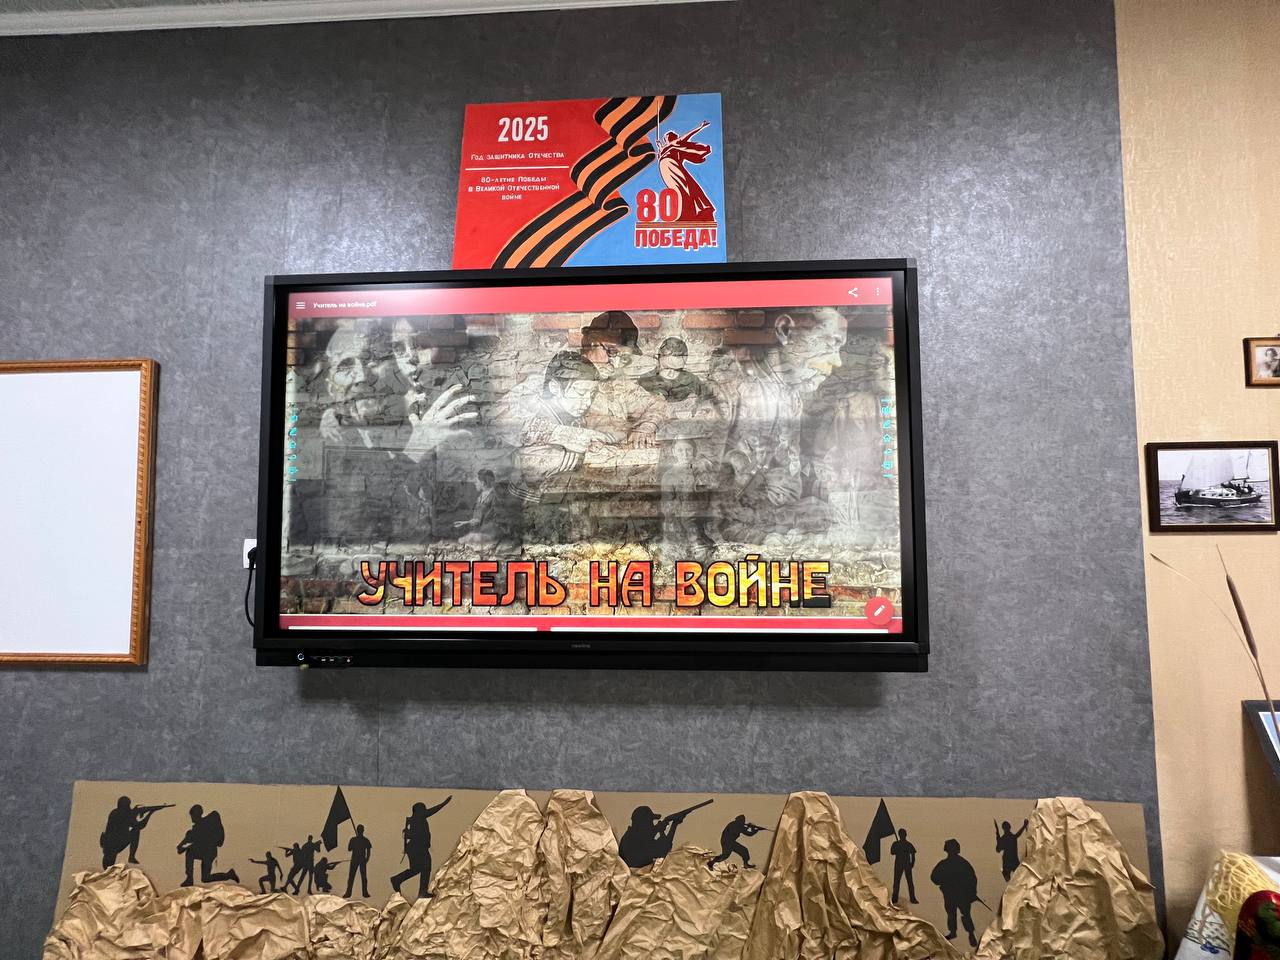 2025
Год защитника Отечества
80-летие Победы
в Великой Отечественной
войне
80
ПОБЕДА!
Учитель на войне.pdf
УЧИТЕЛЬ НА ВОЙНЕ